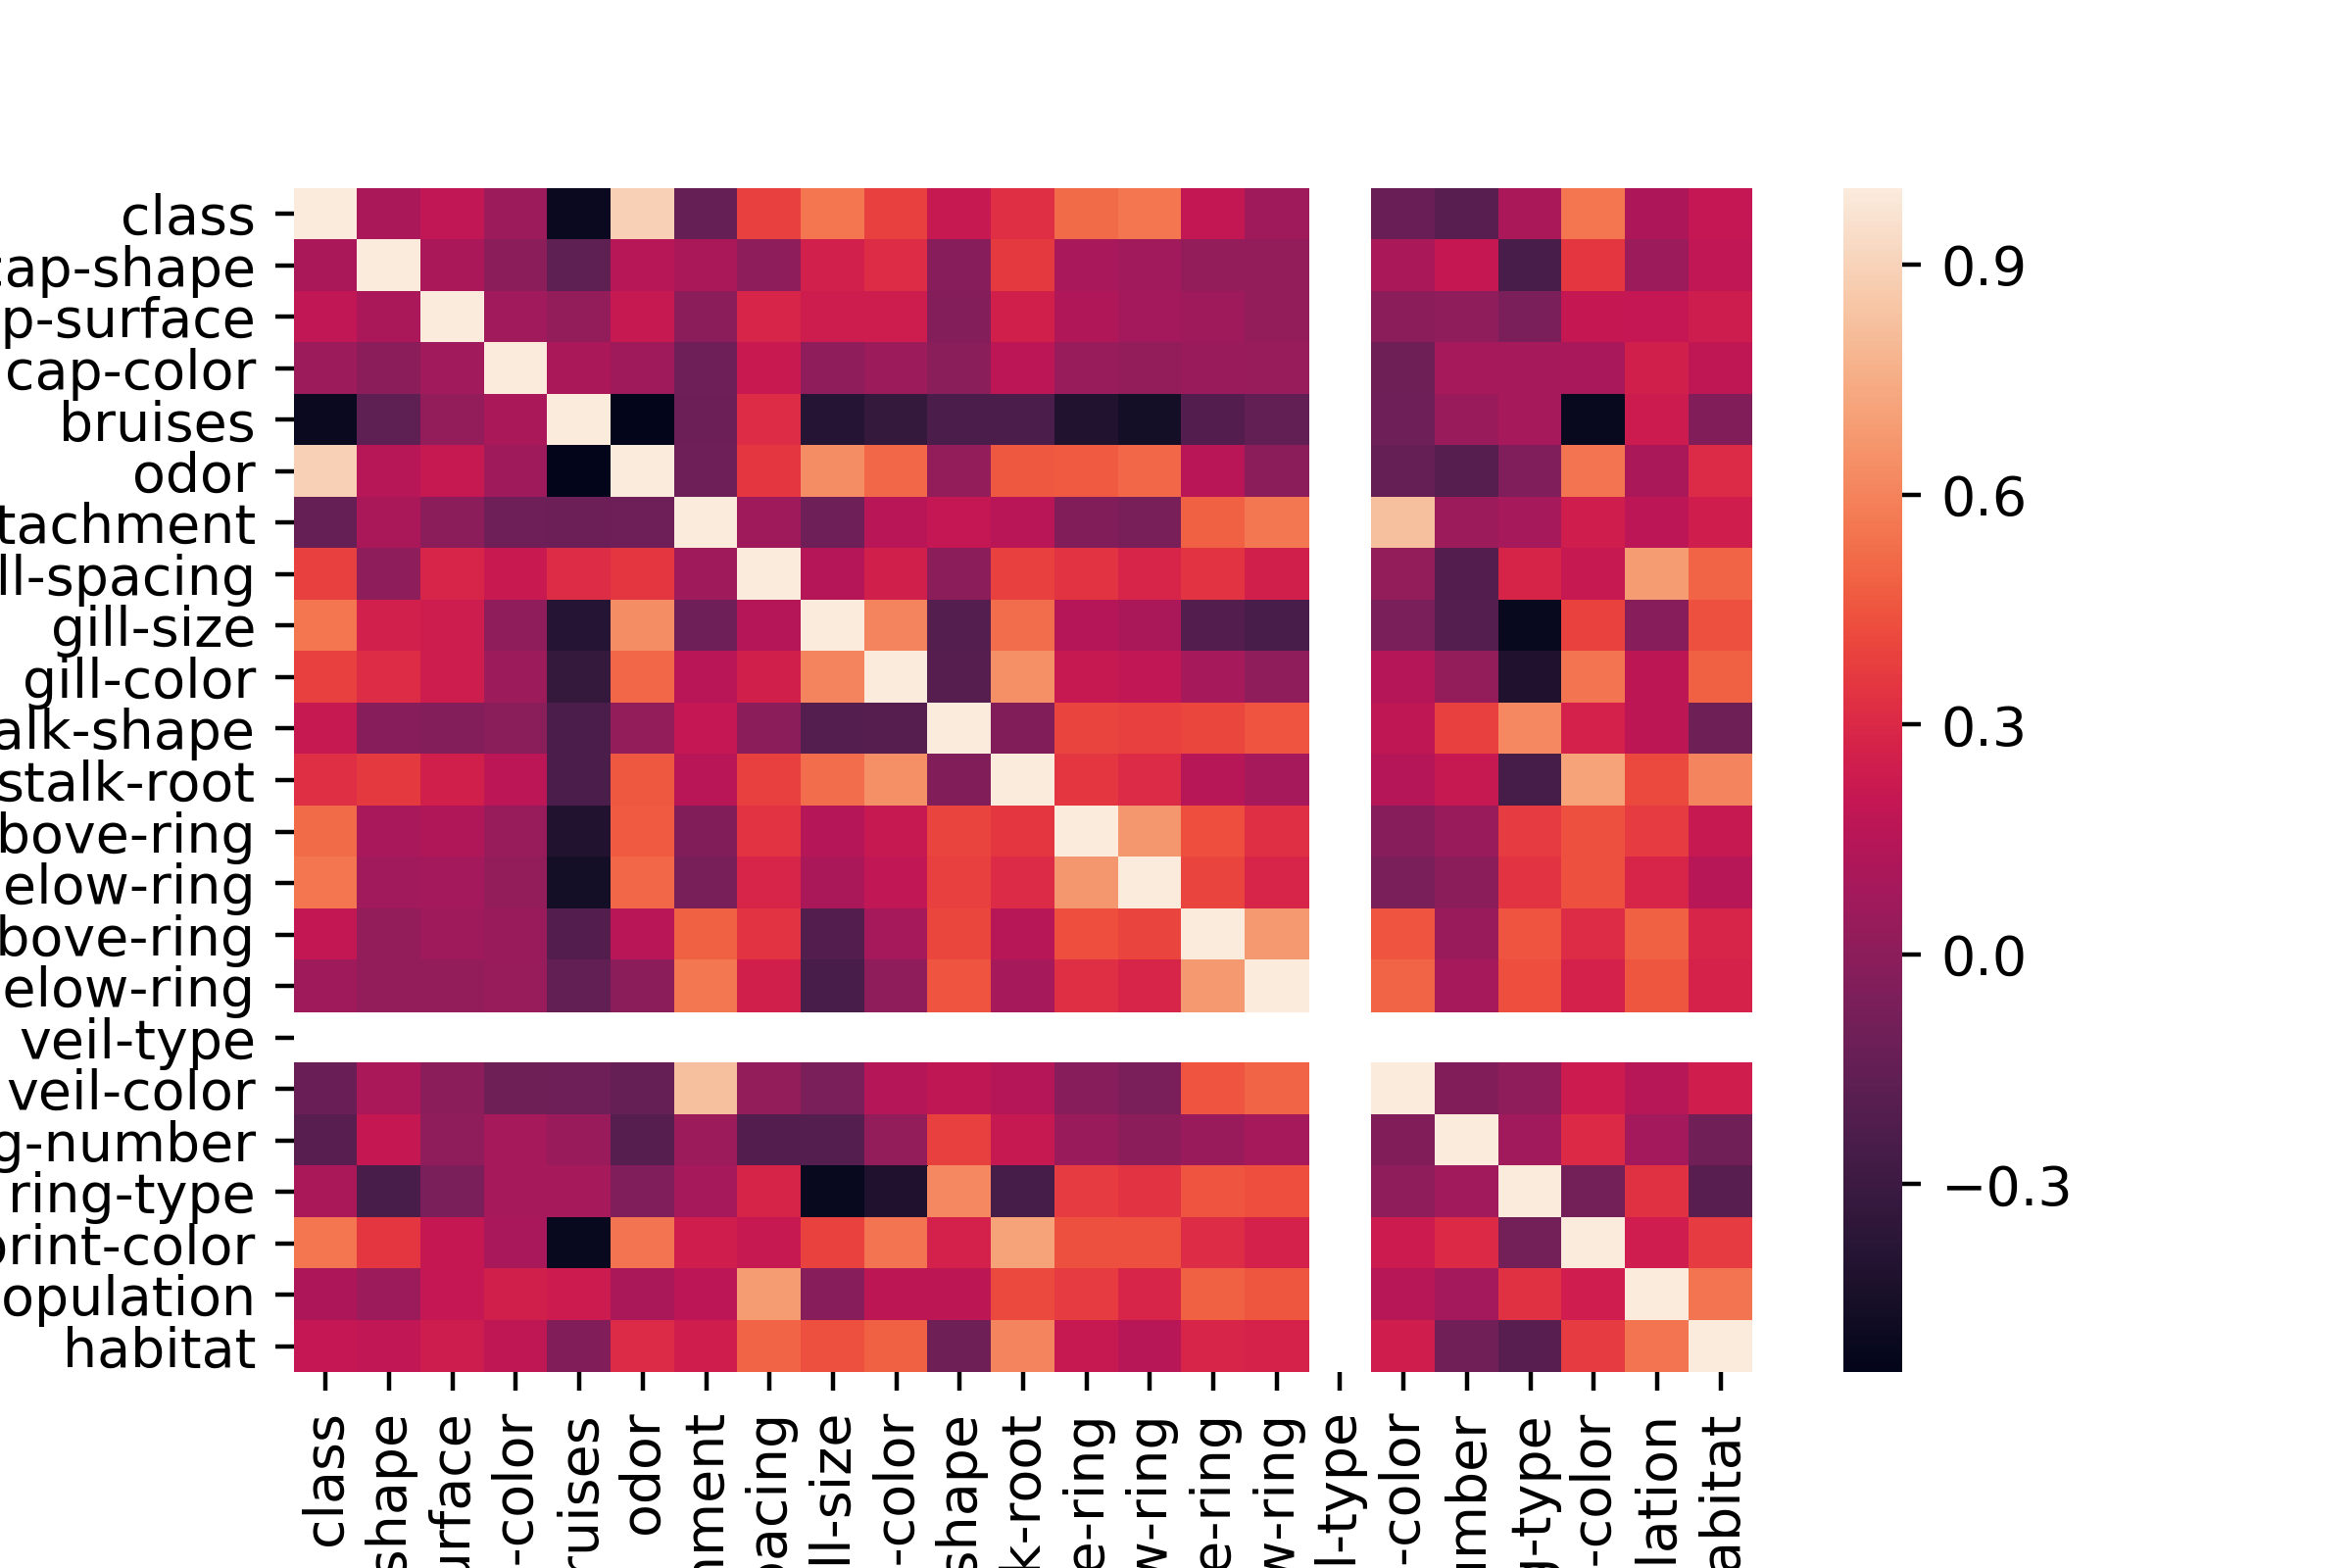 class
cap-shape
p-surface
cap-color
bruises
odor
tachment
ll-spacing
gill-size
gill-color
alk-shape
stalk-root
bove-ring
elow-ring
bove-ring
elow-ring
veil-type
veil-color
g-number
ring-type
print-color
opulation
habitat
class
shape
urface
-color
ruises
odor
nment
pacing
ll-size
-color
shape
k-root
e-ring
w-ring
e-ring
w-ring
l-type
-color
umber
g-type
-color
lation
abitat
0.9
0.6
0.3
0.0
−0.3